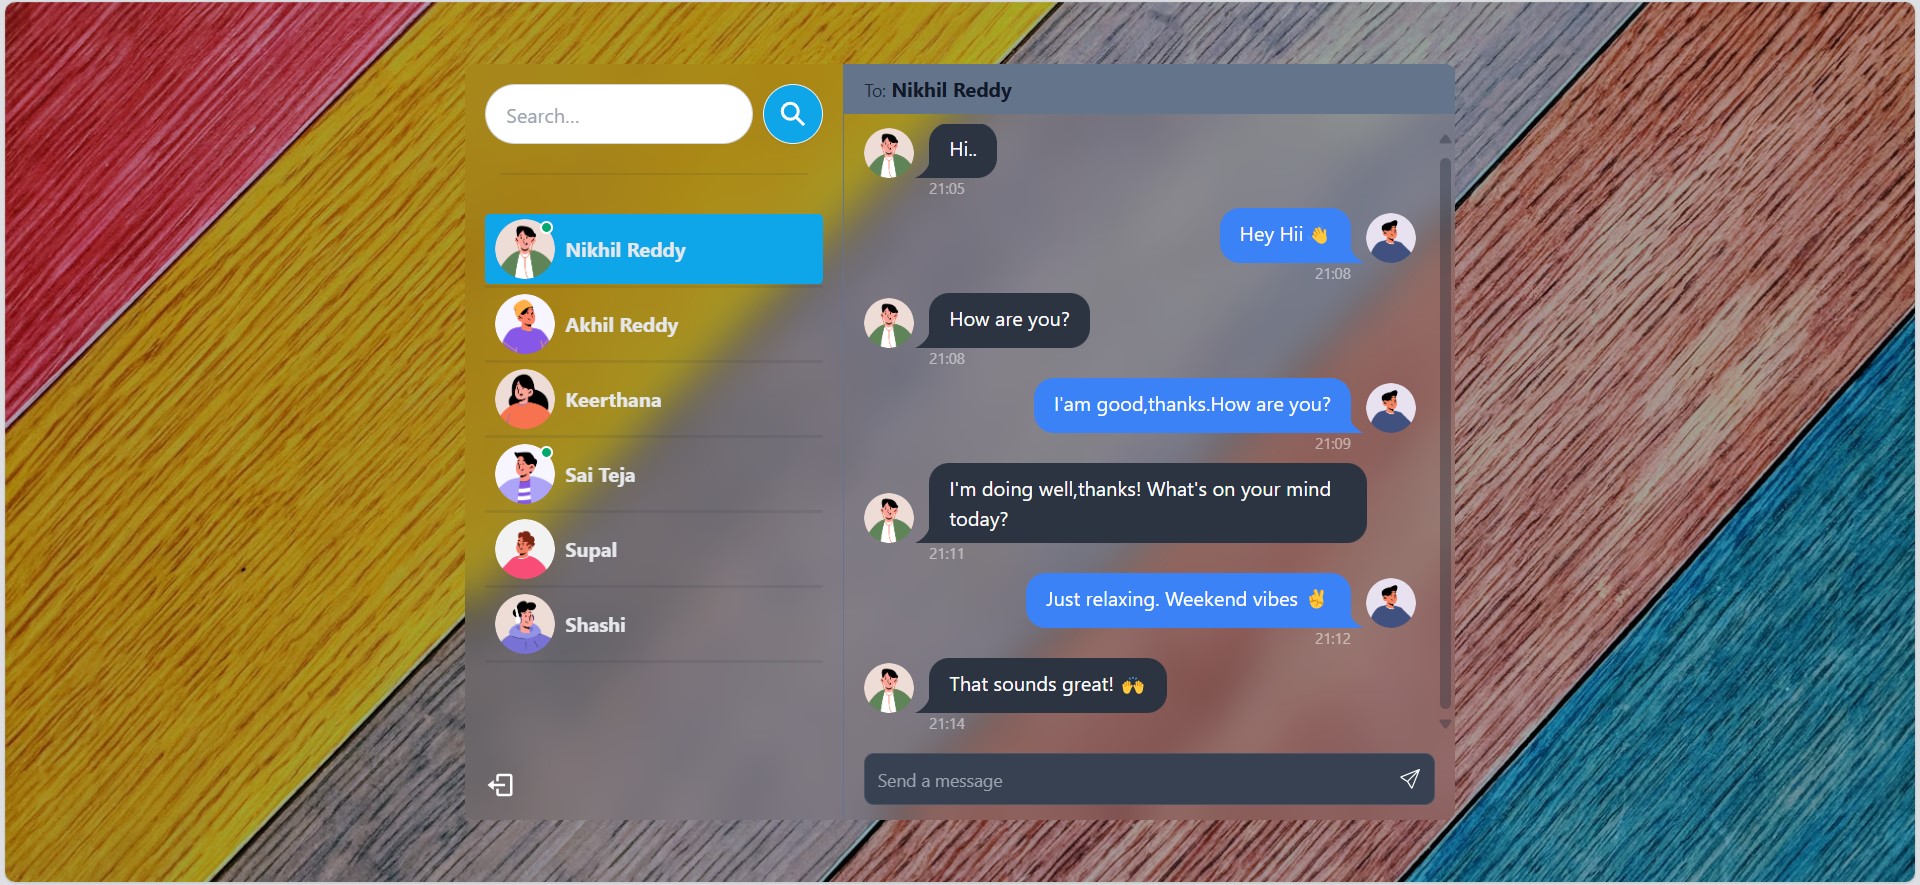 Search...
Nikhil Reddy
Akhil Reddy
Keerthana
Sai Teja
Supal
Shashi
To: Nikhil Reddy
Hi..
21:05
Hey Hii 👋
21:08
How are you?
21:08
I'am good,thanks.How are you?
21:09
I'm doing well,thanks! What's on your mind
today?
21:11
Just relaxing. Weekend vibes ✌️
21:12
That sounds great! 🙌
21:14
Send a message